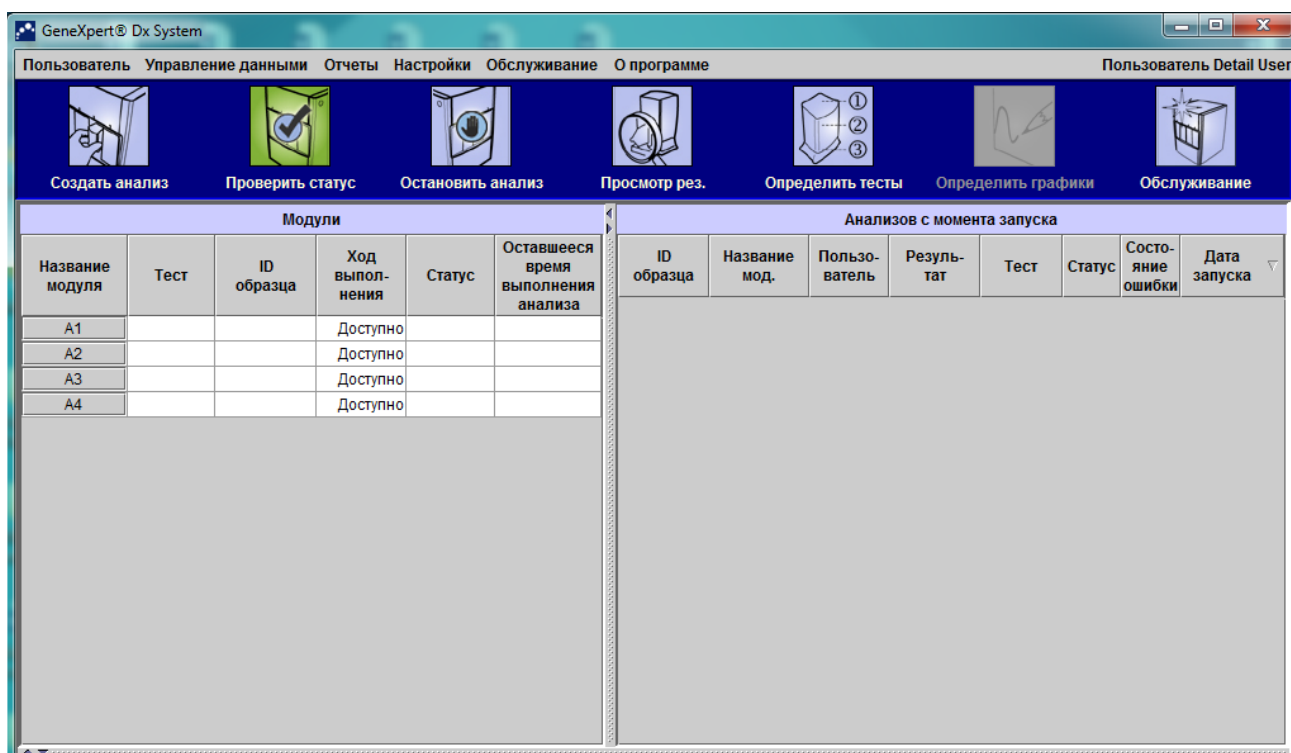 GeneXpert® Dx System
Пользователь Управление данными Отчеты Настройки Обслуживание О программе Пользователь Detail User
①
②
③
Создать анализ Проверить статус Остановить анализ Просмотр рез. Определить тесты Определить графики Обслуживание
Модули
Название
модуля
Тест
ID
образца
Ход
выпол-
нения
Статус
Оставшееся
время
выполнения
анализа
A1 Доступно
A2 Доступно
A3 Доступно
A4 Доступно
Анализов с момента запуска
ID
образца
Название
мод.
Пользо-
ватель
Резуль-
тат
Тест
Статус
Состо-
яние
ошибки
Дата
запуска